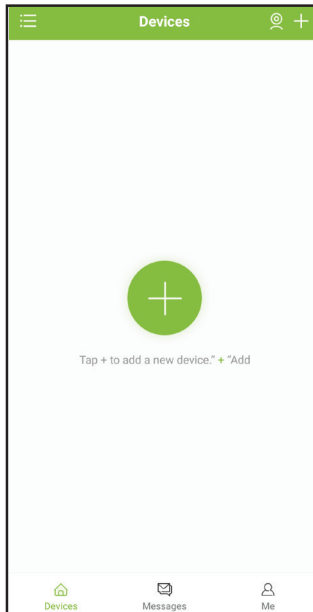 Devices
Tap + to add a new device." + "Add
Devices Messages Me